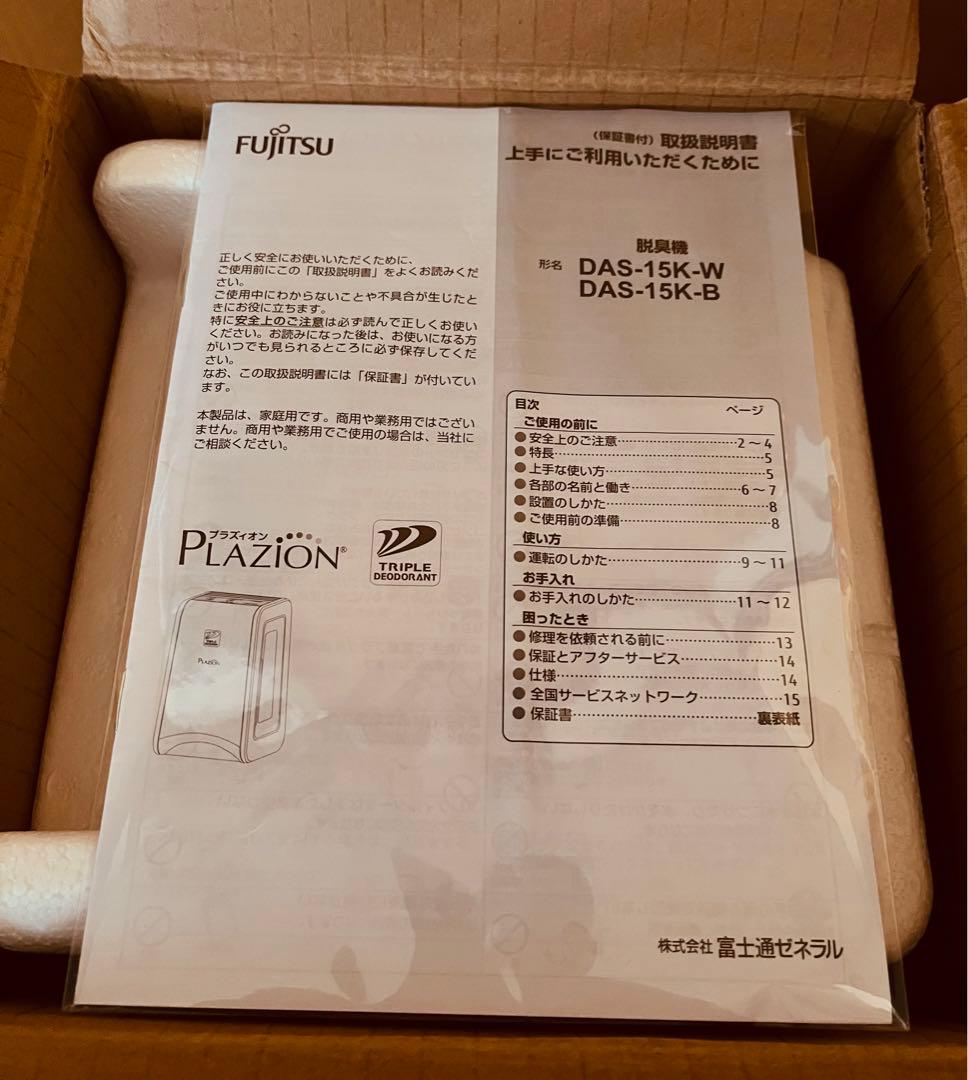 FUJITSU
(保証書付) 取扱説明書
上手にご利用いただくために
脱臭機
形名 DAS-15K-W
DAS-15K-B
正しく安全にお使いいただくために、
ご使用前にこの「取扱説明書」をよくお読みくだ
さい。
ご使用中にわからないことや不具合が生じたと
きにお役に立ちます。
特に安全上のご注意は必ず読んで正しくお使い
ください。お読みになった後は、お使いになる方
がいつでも見られるところに必ず保存してくだ
さい。
なお、この取扱説明書には「保証書」が付いてい
ます。
本製品は、家庭用です。商用や業務用ではござい
ません。商用や業務用でご使用の場合は、当社に
ご相談ください。
プラズィオン
PLAZION®
TRIPLE
DEODORANT
PLAZION
目次 ページ
ご使用の前に
●安全上のご注意……………………2～4
●特長……………………………………5
●上手な使い方…………………………5
●各部の名前と働き…………………6～7
●設置のしかた…………………………8
●ご使用前の準備………………………8
使い方
●運転のしかた……………………9～11
お手入れ
●お手入れのしかた………………11～12
困ったとき
●修理を依頼される前に………………13
●保証とアフターサービス……………14
●仕様……………………………………14
●全国サービスネットワーク…………15
●保証書……………………………裏表紙
株式会社 富士通ゼネラル